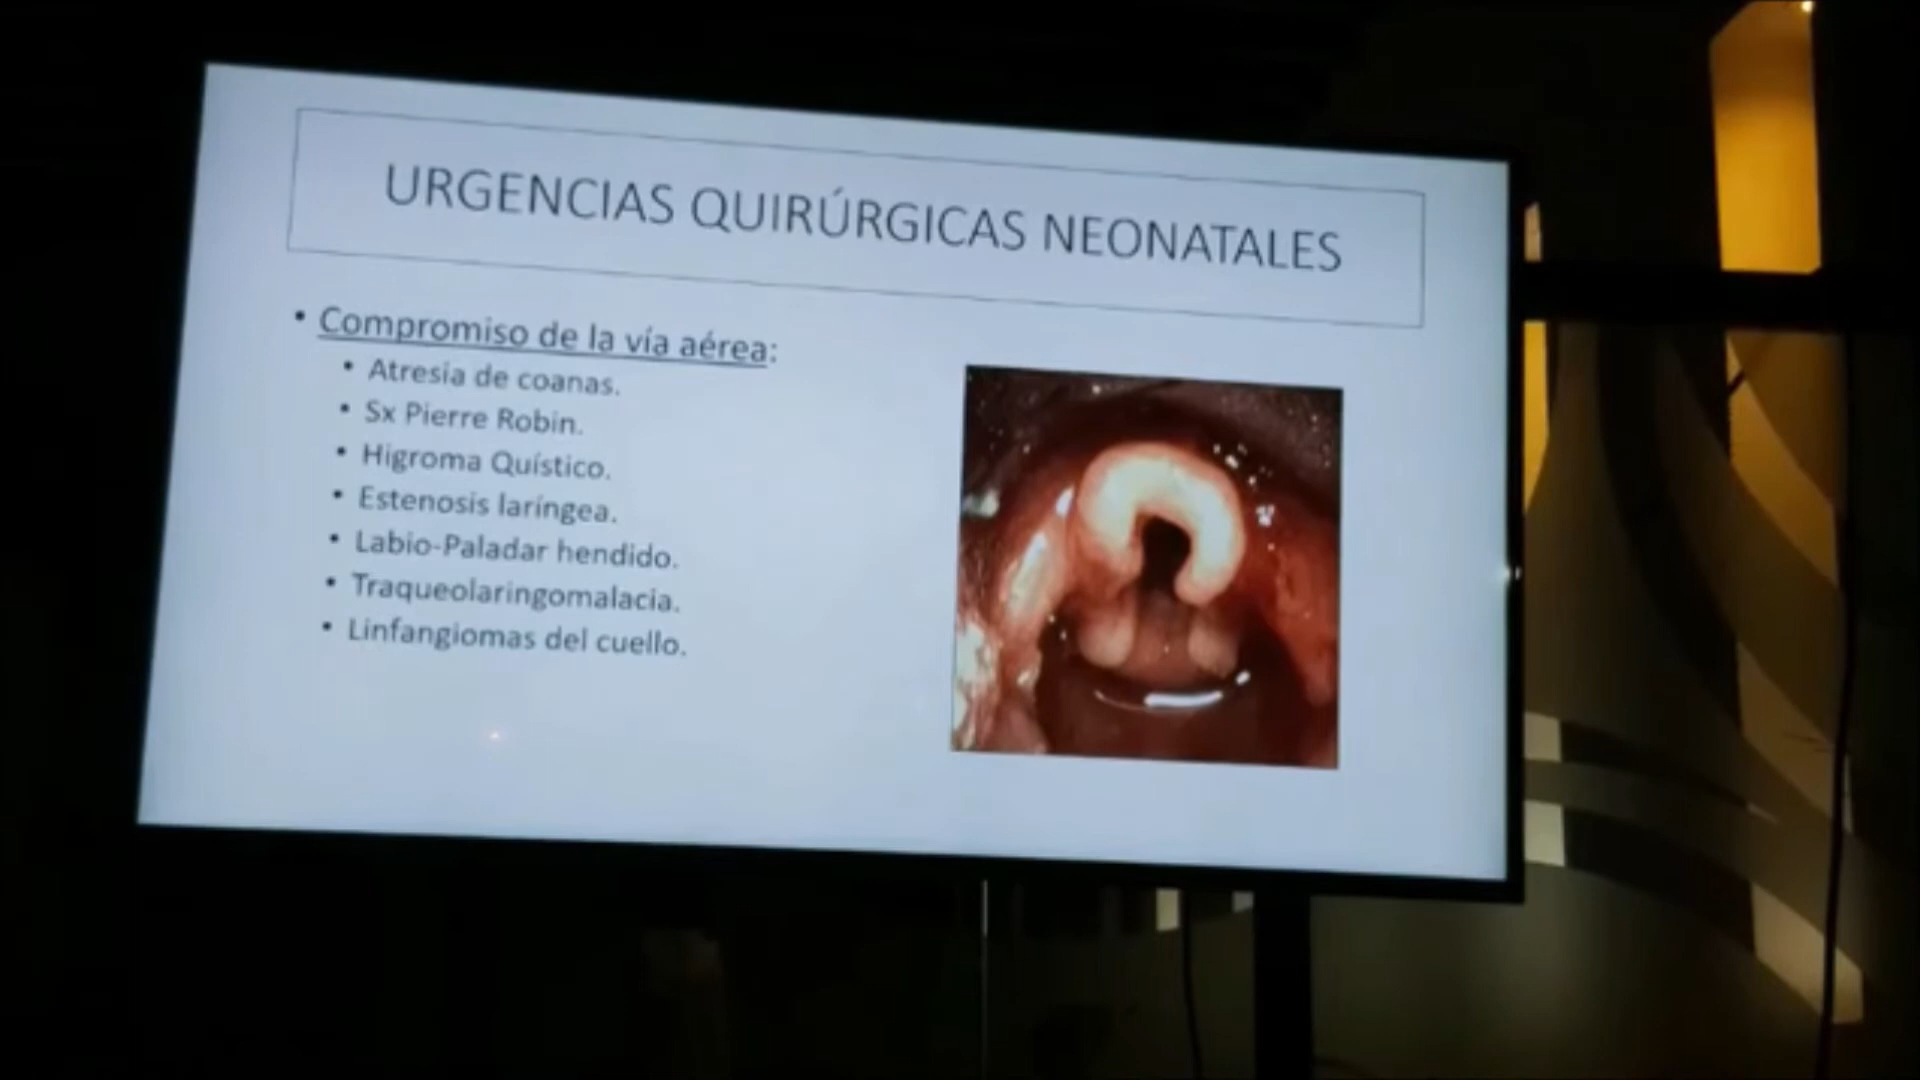 URGENCIAS QUIRÚRGICAS NEONATALES
• Compromiso de la vía aérea:
• Atresia de coanas.
• Sx Pierre Robin.
• Higroma Quístico.
• Estenosis laríngea.
• Labio-Paladar hendido.
• Traqueolaringomalacia.
• Linfangiomas del cuello.